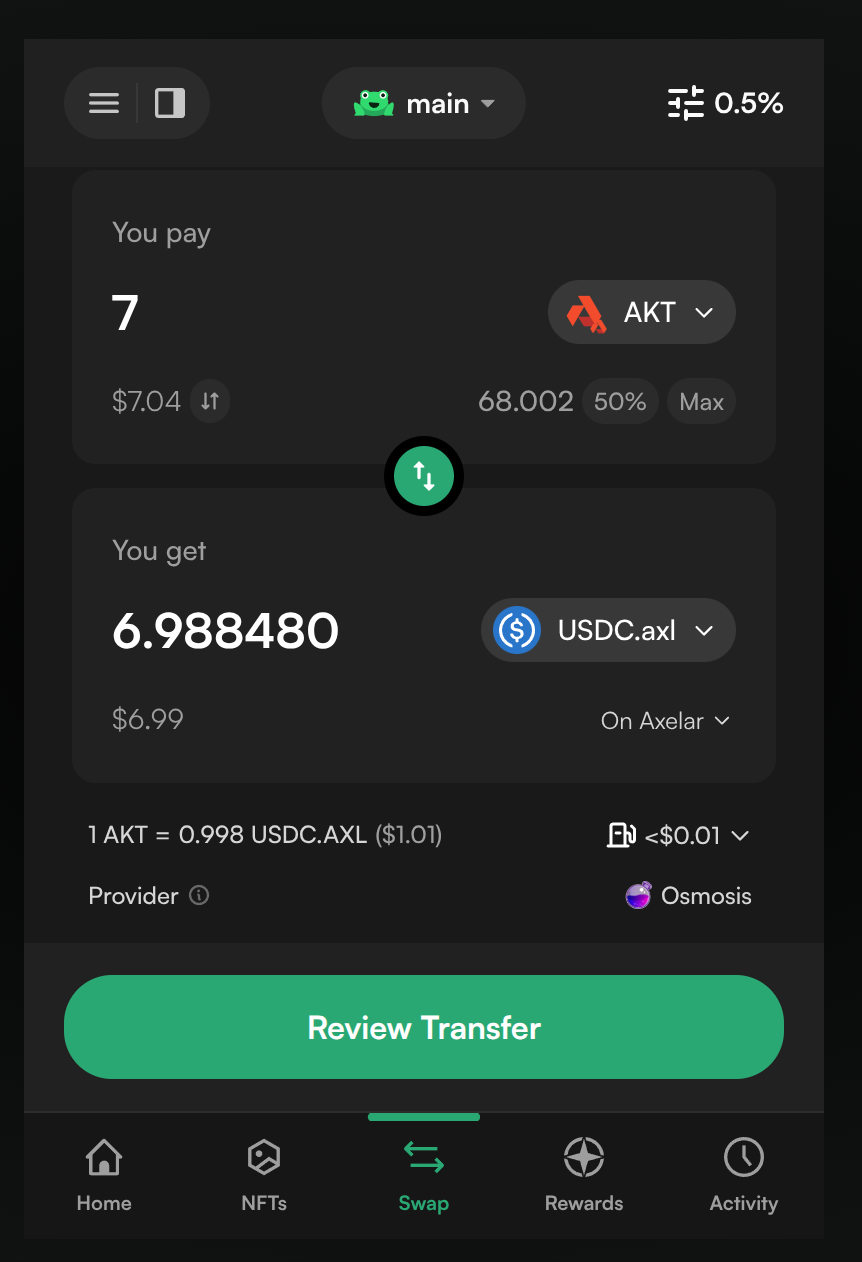 main 0.5%
You pay
7 AKT
$7.04 68.002 50% Max
You get
6.988480 USDC.axl
$6.99 On Axelar
1 AKT = 0.998 USDC.AXL ($1.01) <$0.01
Provider Osmosis
Review Transfer
Home NFTs Swap Rewards Activity